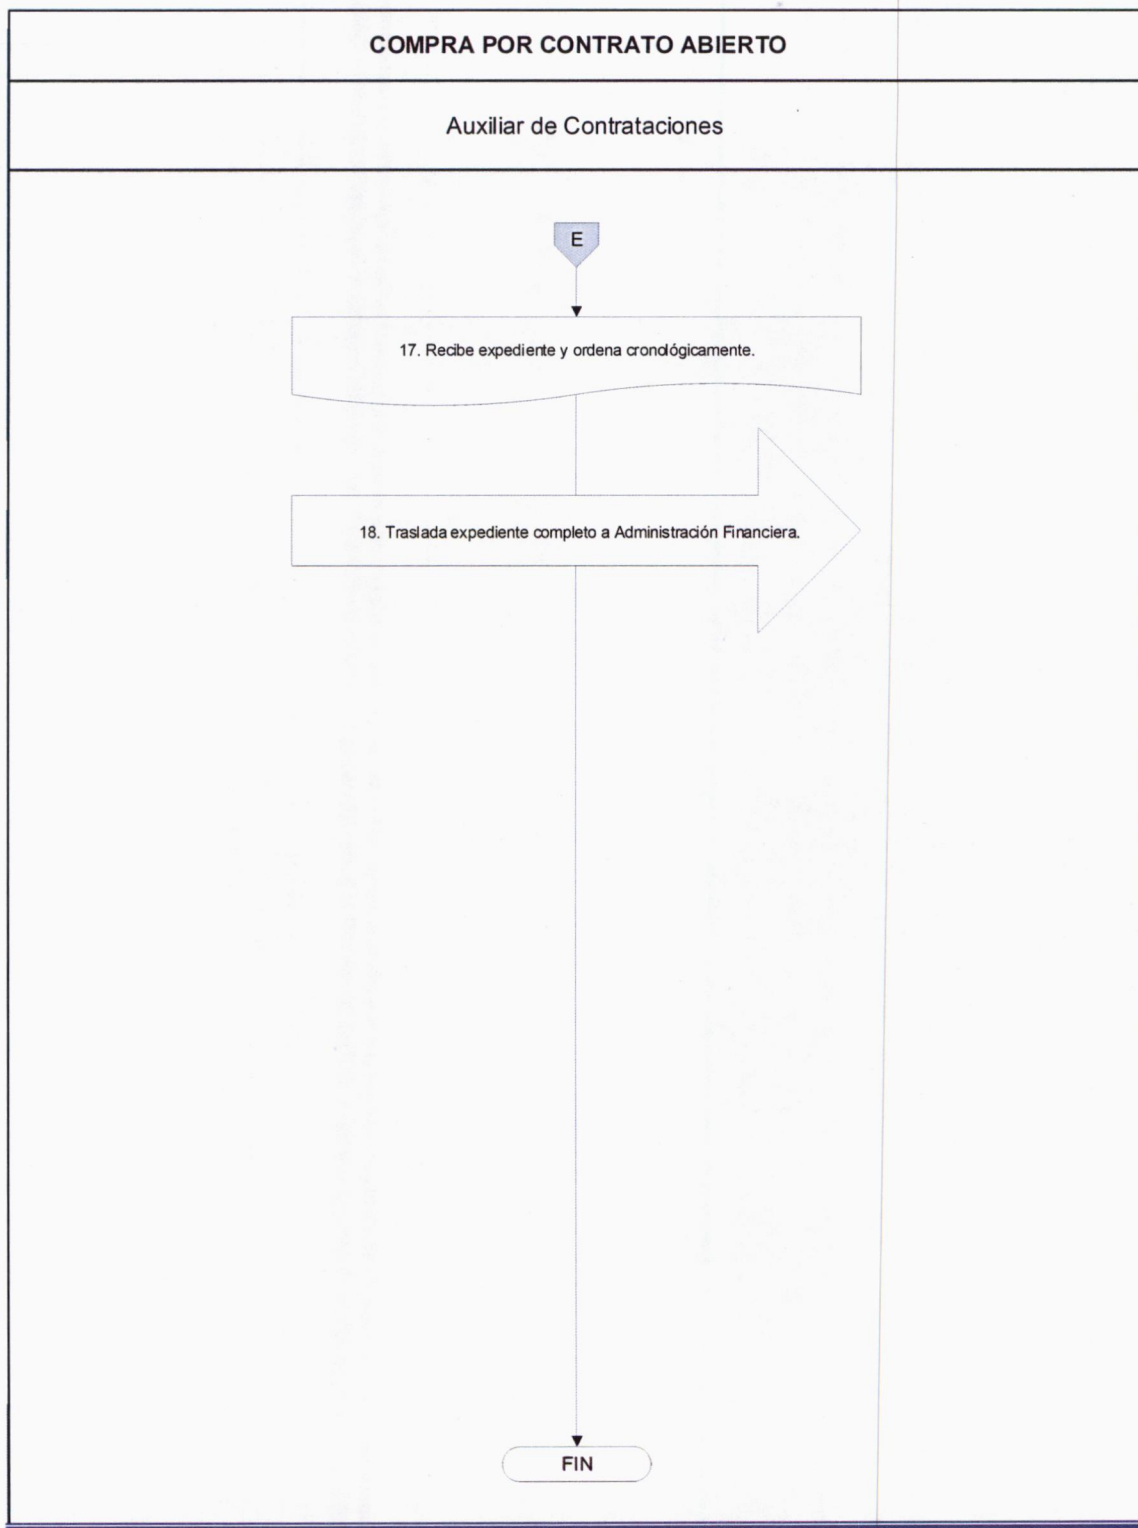 COMPRA POR CONTRATO ABIERTO
Auxiliar de Contrataciones
E
17. Recibe expediente y ordena cronológicamente.
18. Traslada expediente completo a Administración Financiera.
FIN